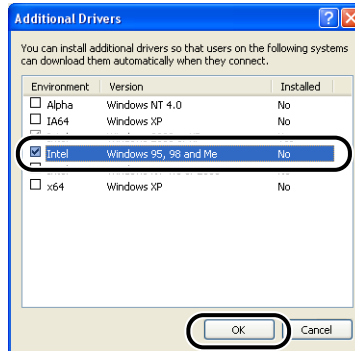 Additional Drivers
You can install additional drivers so that users on the following systems
can download them automatically when they connect.
Environment Version Installed
Alpha Windows NT 4.0 No
IA64 Windows XP No
Intel Windows 95, 98 and Me No
x64 Windows XP No
OK Cancel